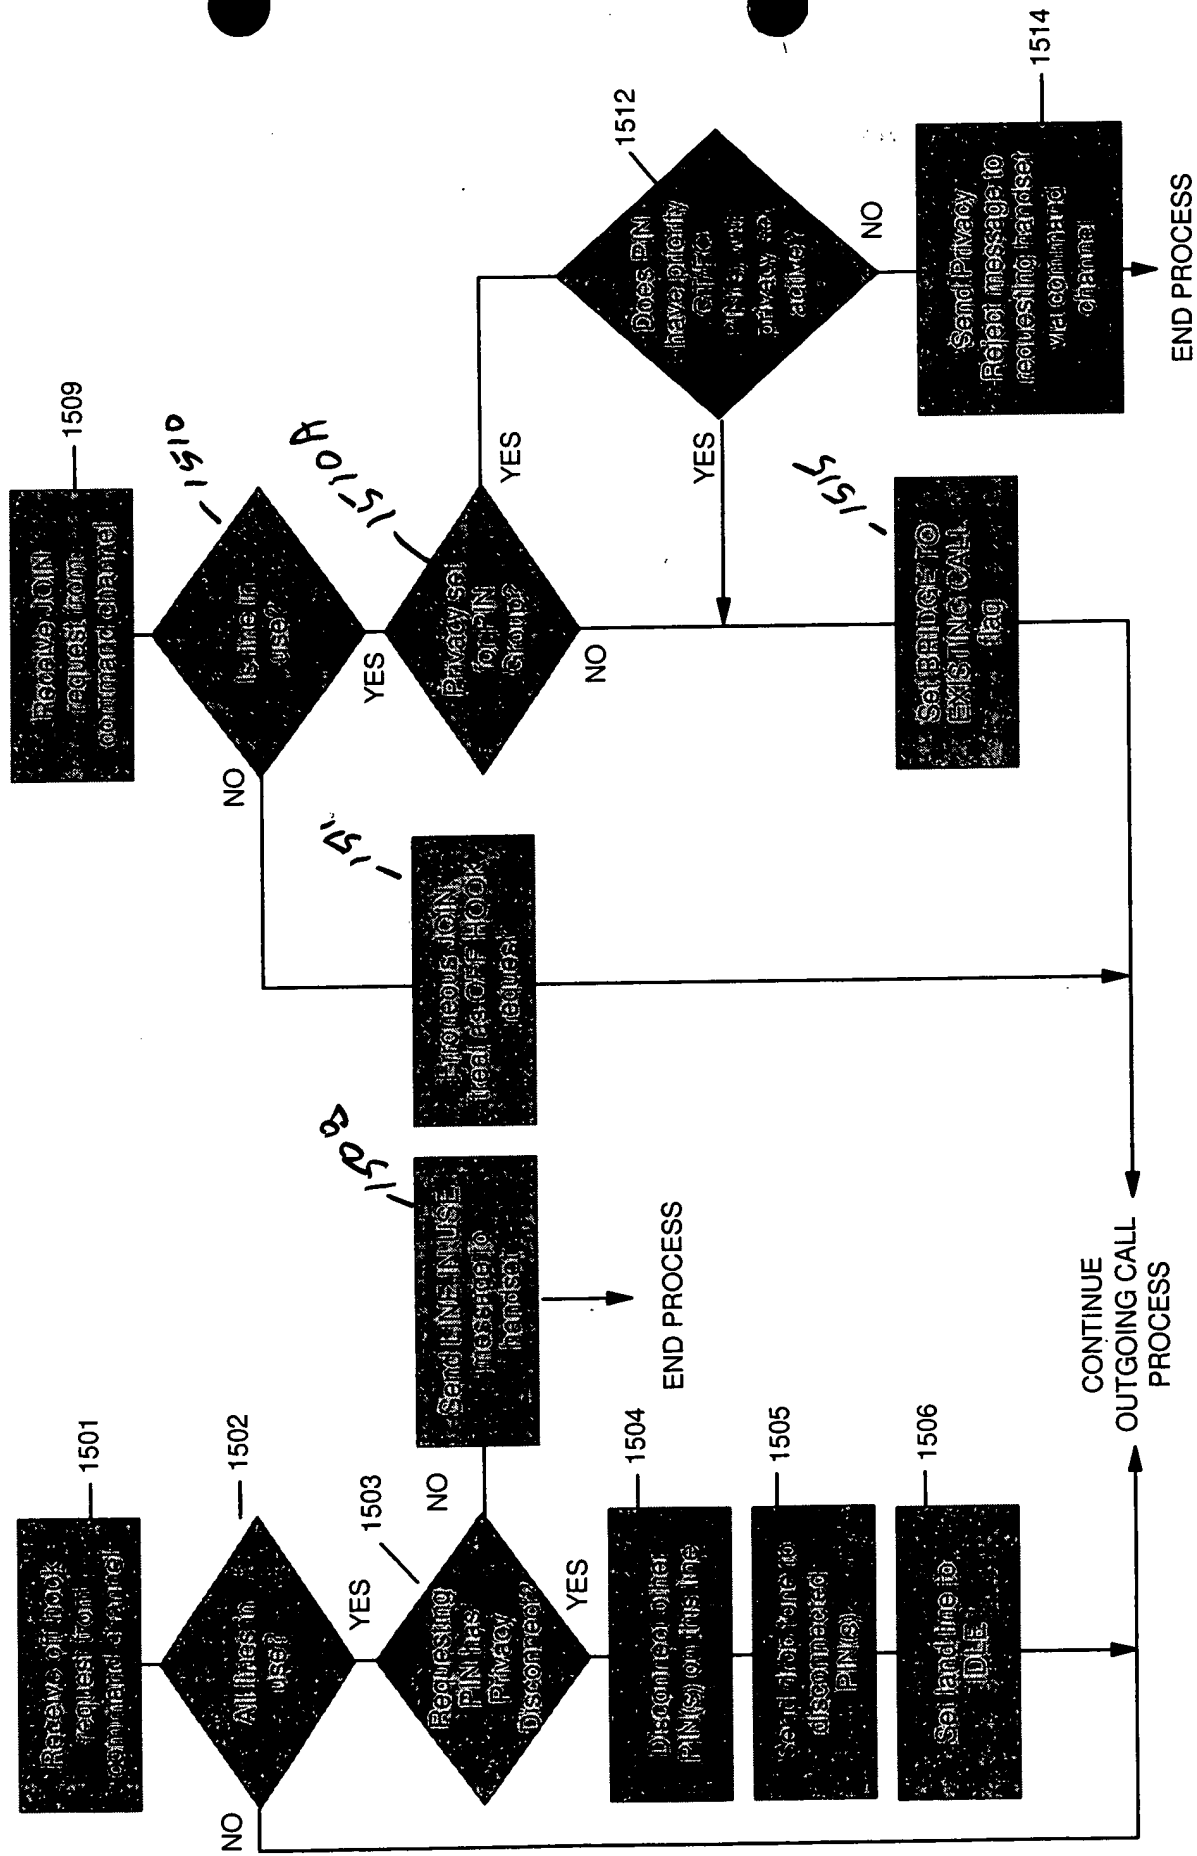 Receive off hook
request from
command channel
1501
All lines in
use?
1502
NO
YES
Requesting
PIN has
Privacy
Disconnect?
1503
NO
YES
Send LINE IN USE
message to
handset
1508
END PROCESS
Disconnect other
PIN(s) on this line
1504
Send drop tone to
disconnected
PIN(s)
1505
Set land line to
IDLE
1506
CONTINUE
OUTGOING CALL
PROCESS
Receive JOIN
request from
command channel
1509
Is line in
use?
1510
NO
YES
Erroneous JOIN,
treat as OFF HOOK
request
1511
Privacy set
for PIN
Group?
1510A
YES
NO
Does PIN
have priority
PIN(s) with
privacy set
active?
1512
YES
NO
Send Privacy
Reject message to
requesting handset
via command
channel
1514
END PROCESS
Set BRIDGE TO
EXISTING CALL
flag
1515